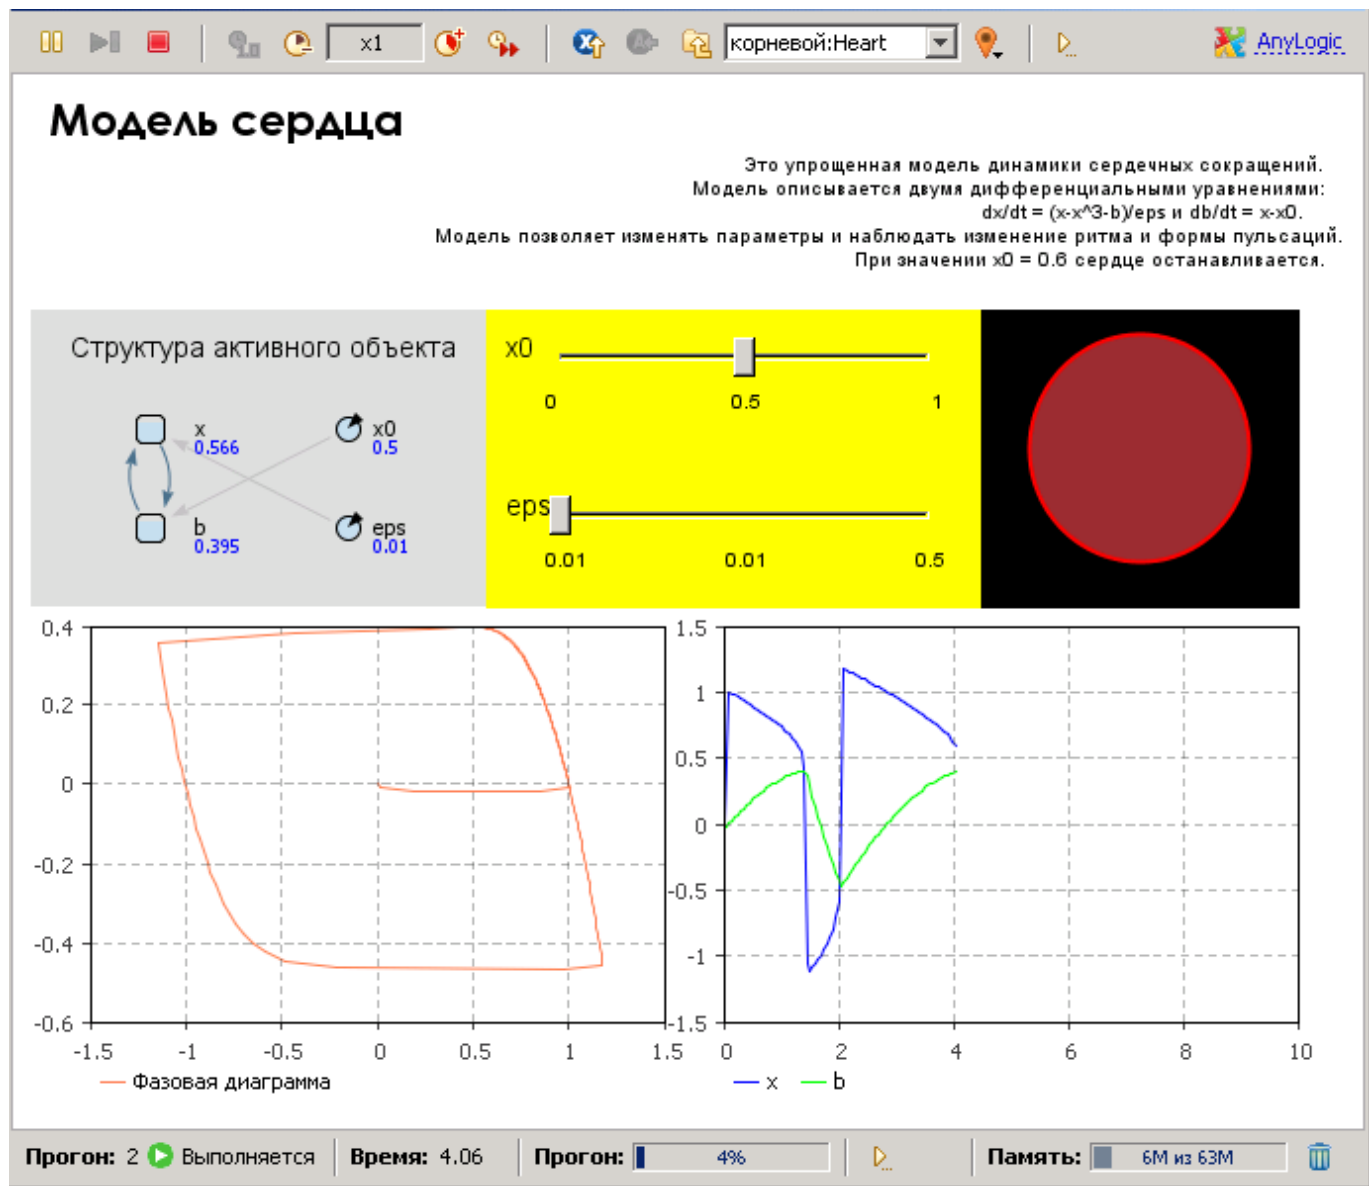 x1
корневой:Heart
AnyLogic
Модель сердца
Это упрощенная модель динамики сердечных сокращений.
Модель описывается двумя дифференциальными уравнениями:
dx/dt = (x-x^3-b)/eps и db/dt = x-x0.
Модель позволяет изменять параметры и наблюдать изменение ритма и формы пульсаций.
При значении x0 = 0.6 сердце останавливается.
Структура активного объекта
x
0.566
x0
0.5
b
0.395
eps
0.01
x0
0 0.5 1
eps
0.01 0.01 0.5
0.4
0.2
0
-0.2
-0.4
-0.6
-1.5 -1 -0.5 0 0.5 1 1.5
Фазовая диаграмма
1.5
1
0.5
0
-0.5
-1
-1.5
0 2 4 6 8 10
x b
Прогон: 2 Выполняется Время: 4.06 Прогон: 4% Память: 6M из 63M